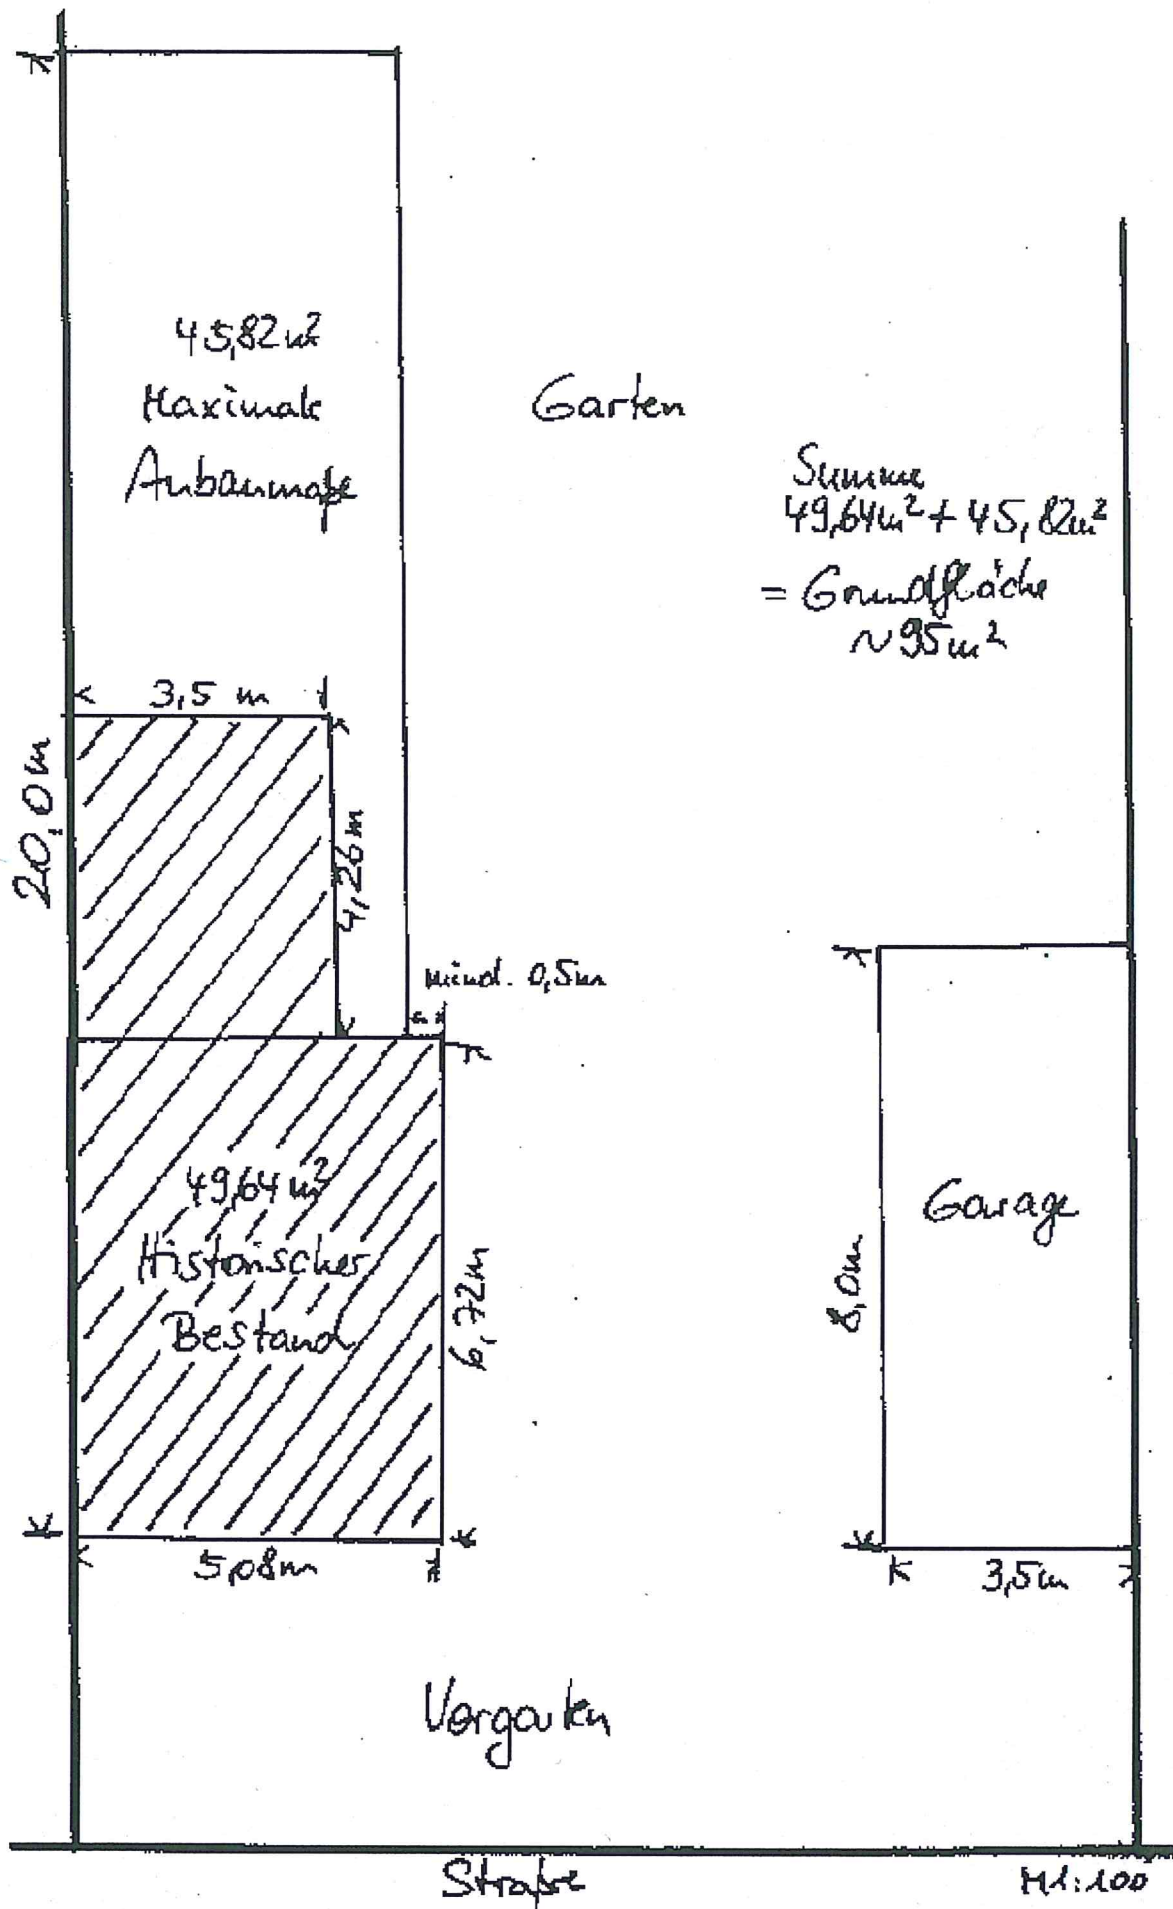 45,82m²
Maximale
Anbaumaße
Garten
Summe
49,64m² + 45,82m²
= Grundfläche
~95m²
3,5 m
20,0m
4,26m
mind. 0,5m
49,64m²
Historischer
Bestand
6,72m
Garage
8,0m
5,08m
3,5m
Vorgarten
Straße
M1:100